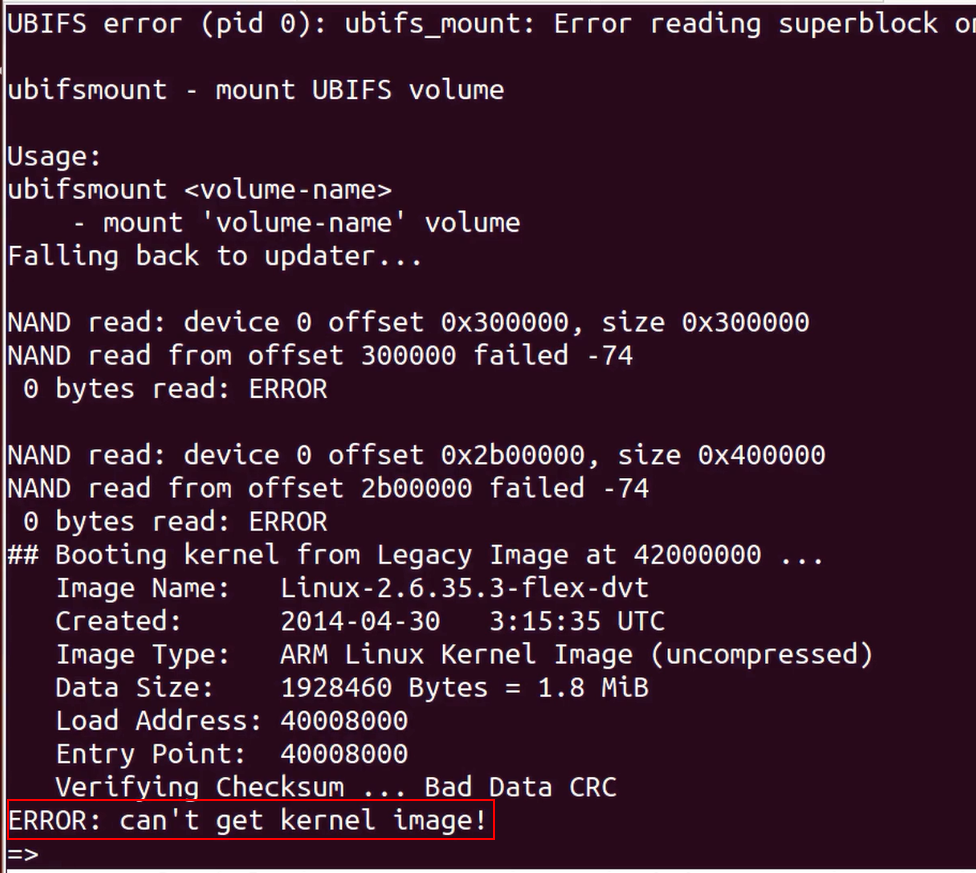 UBIFS error (pid 0): ubifs_mount: Error reading superblock
ubifsmount - mount UBIFS volume
Usage:
ubifsmount <volume-name>
    - mount 'volume-name' volume
Falling back to updater...
NAND read: device 0 offset 0x300000, size 0x300000
NAND read from offset 300000 failed -74
 0 bytes read: ERROR
NAND read: device 0 offset 0x2b00000, size 0x400000
NAND read from offset 2b00000 failed -74
 0 bytes read: ERROR
## Booting kernel from Legacy Image at 42000000 ...
   Image Name:   Linux-2.6.35.3-flex-dvt
   Created:      2014-04-30   3:15:35 UTC
   Image Type:   ARM Linux Kernel Image (uncompressed)
   Data Size:    1928460 Bytes = 1.8 MiB
   Load Address: 40008000
   Entry Point:  40008000
   Verifying Checksum ... Bad Data CRC
ERROR: can't get kernel image!
=>